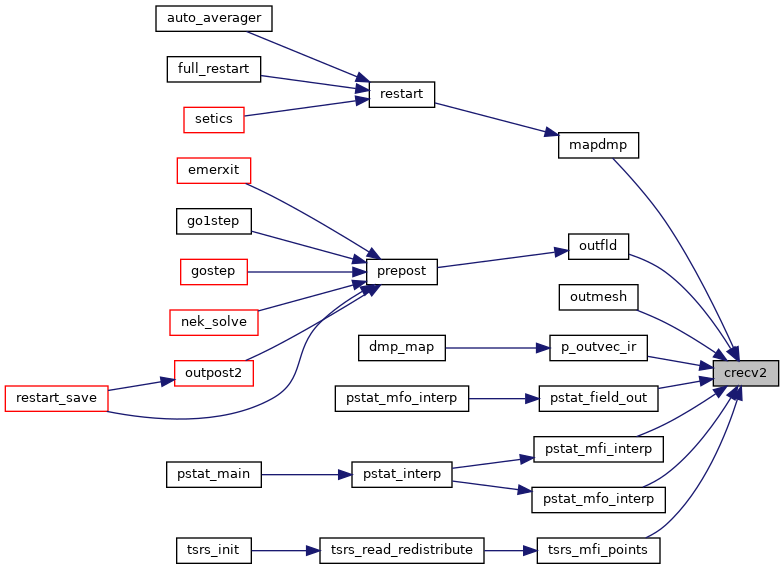 auto_averager
full_restart
restart
setics
mapdmp
emerxit
go1step
outfld
gostep
prepost
outmesh
nek_solve
dmp_map
p_outvec_ir
outpost2
crecv2
restart_save
pstat_mfo_interp
pstat_field_out
pstat_mfi_interp
pstat_main
pstat_interp
pstat_mfo_interp
tsrs_init
tsrs_read_redistribute
tsrs_mfi_points